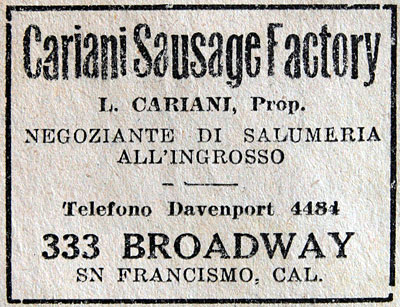 Cariani Sausage Factory
L. CARIANI, Prop.
NEGOZIANTE DI SALUMERIA
ALL'INGROSSO
Telefono Davenport 4484
333 BROADWAY
SN FRANCISMO, CAL.